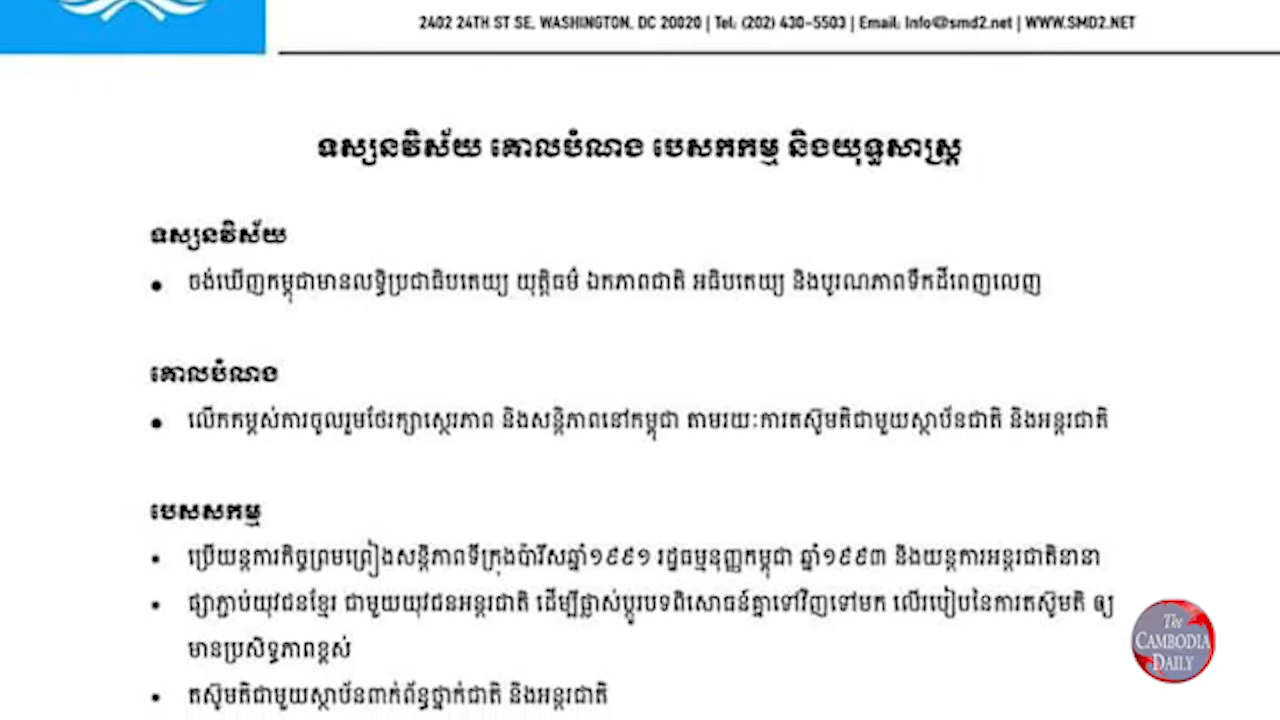 2402 24TH ST SE, WASHINGTON, DC 20020 | Tel: (202) 430-5503 | Email: Info@smd2.net | WWW.SMD2.NET
ទស្សនវិស័យ គោលបំណង បេសកកម្ម និងយុទ្ធសាស្ត្រ
ទស្សនវិស័យ
• ចង់ឃើញកម្ពុជាមានលទ្ធិប្រជាធិបតេយ្យ យុត្តិធម៌ ឯកភាពជាតិ អធិបតេយ្យ និងបូរណភាពទឹកដីពេញលេញ
គោលបំណង
• លើកកម្ពស់ការចូលរួមថែរក្សាស្ថេរភាព និងសន្តិភាពនៅកម្ពុជា តាមរយៈការតស៊ូមតិជាមួយស្ថាប័នជាតិ និងអន្តរជាតិ
បេសសកម្ម
• ប្រើយន្តការកិច្ចព្រមព្រៀងសន្តិភាពទីក្រុងប៉ារីសឆ្នាំ១៩៩១ រដ្ឋធម្មនុញ្ញកម្ពុជា ឆ្នាំ១៩៩៣ និងយន្តការអន្តរជាតិនានា
• ផ្សាភ្ជាប់យុវជនខ្មែរ ជាមួយយុវជនអន្តរជាតិ ដើម្បីផ្លាស់ប្តូរបទពិសោធន៍គ្នាទៅវិញទៅមក លើរបៀបនៃការតស៊ូមតិ ឲ្យ
មានប្រសិទ្ធភាពខ្ពស់
• តស៊ូមតិជាមួយស្ថាប័នពាក់ព័ន្ធថ្នាក់ជាតិ និងអន្តរជាតិ
The
CAMBODIA
DAILY